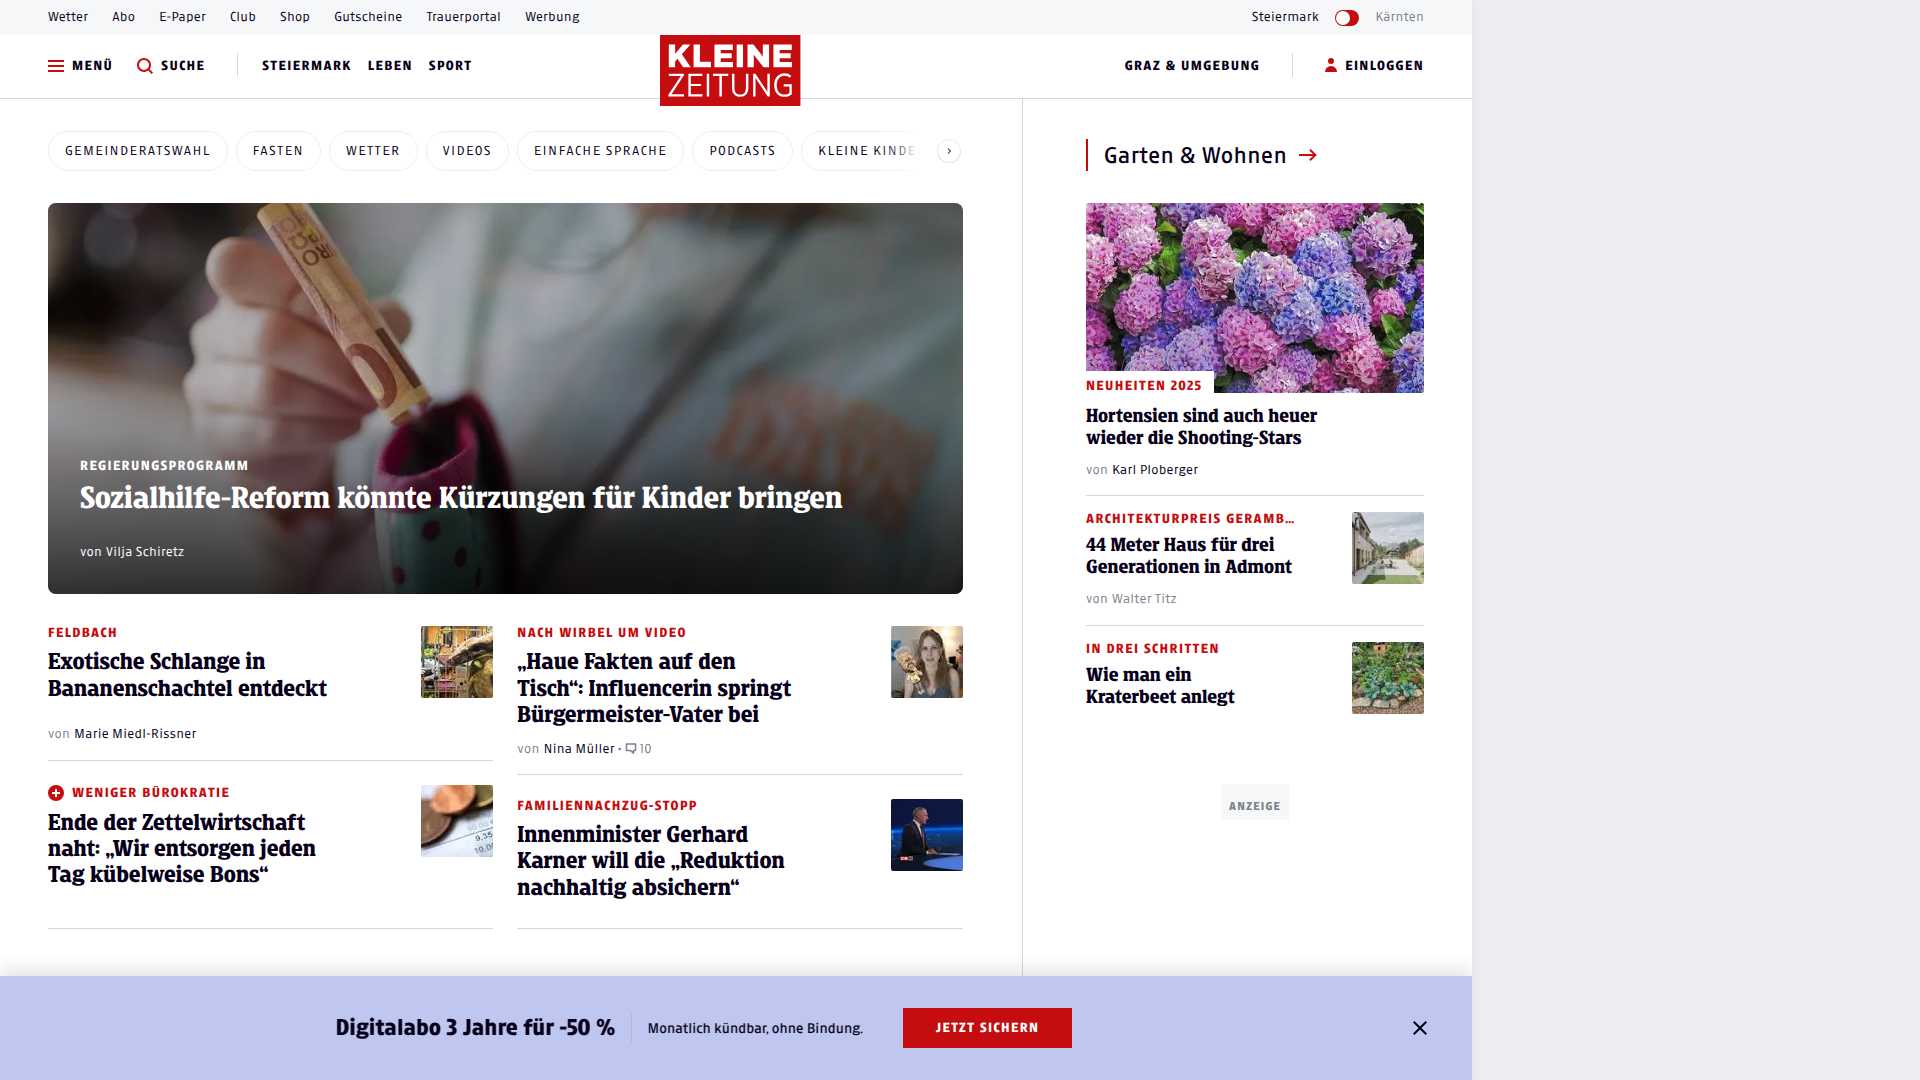 Wetter Abo E-Paper Club Shop Gutscheine Trauerportal Werbung Steiermark Kärnten
MENÜ SUCHE STEIERMARK LEBEN SPORT KLEINE ZEITUNG GRAZ & UMGEBUNG EINLOGGEN
GEMEINDERATSWAHL FASTEN WETTER VIDEOS EINFACHE SPRACHE PODCASTS KLEINE KINDE
REGIERUNGSPROGRAMM
Sozialhilfe-Reform könnte Kürzungen für Kinder bringen
von Vilja Schiretz
FELDBACH
Exotische Schlange in
Bananenschachtel entdeckt
von Marie Miedl-Rissner
WENIGER BÜROKRATIE
Ende der Zettelwirtschaft
naht: „Wir entsorgen jeden
Tag kübelweise Bons“
NACH WIRBEL UM VIDEO
„Haue Fakten auf den
Tisch“: Influencerin springt
Bürgermeister-Vater bei
von Nina Müller • 10
FAMILIENNACHZUG-STOPP
Innenminister Gerhard
Karner will die „Reduktion
nachhaltig absichern“
Garten & Wohnen
NEUHEITEN 2025
Hortensien sind auch heuer
wieder die Shooting-Stars
von Karl Ploberger
ARCHITEKTURPREIS GERAMB…
44 Meter Haus für drei
Generationen in Admont
von Walter Titz
IN DREI SCHRITTEN
Wie man ein
Kraterbeet anlegt
ANZEIGE
Digitalabo 3 Jahre für -50 % Monatlich kündbar, ohne Bindung. JETZT SICHERN